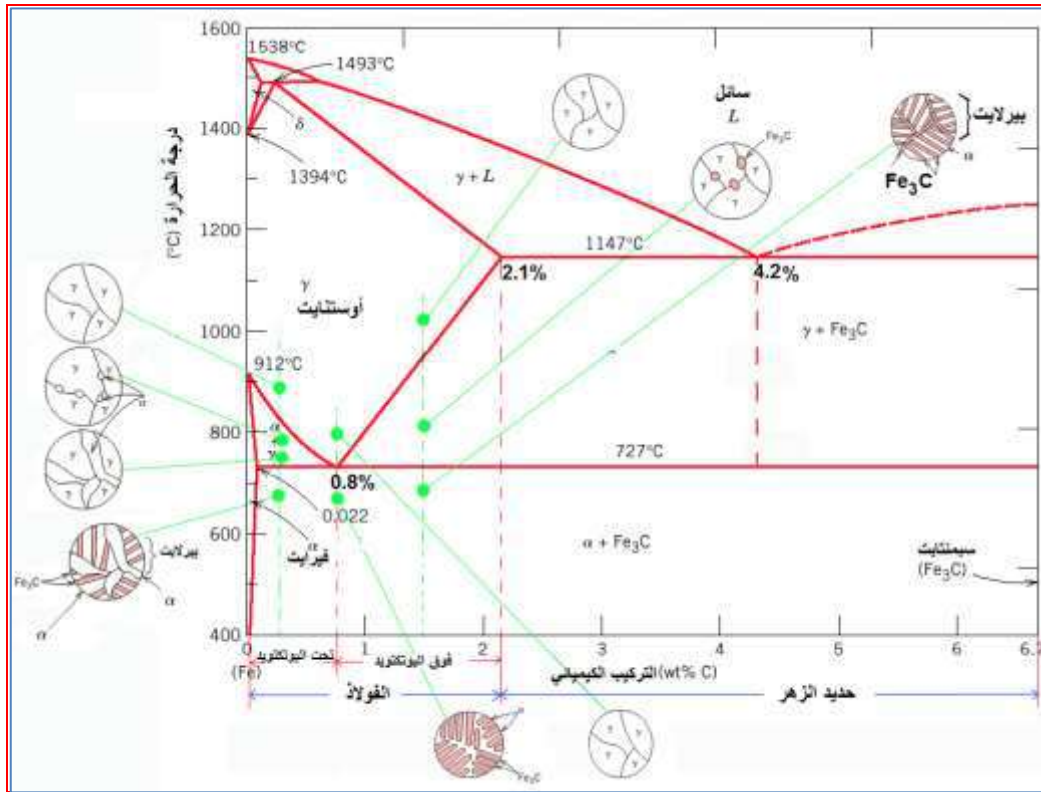 1600
1538°C
1493°C
1400
δ
1394°C
درجة الحرارة (°C)
γ + L
سائل
L
Fe₃C
γ γ γ γ
γ γ γ
بيرلايت
α
Fe₃C
1200
1147°C
2.1%
4.2%
γ
أوستنايت
1000
γ + Fe₃C
912°C
800
α
+
γ
727°C
0.8%
0.022
γ γ γ γ
γ γ γ α
γ γ γ γ
600
α
فيرايت
α + Fe₃C
سيمنتايت
(Fe₃C)
بيرلايت
Fe₃C
α
α
400
0 1 2 3 4 5 6 6.7
(Fe)
تحت اليوتكتويد
فوق اليوتكتويد
التركيب الكيميائي (wt% C)
الفولاذ
حديد الزهر
α
Fe₃C
γ γ γ γ